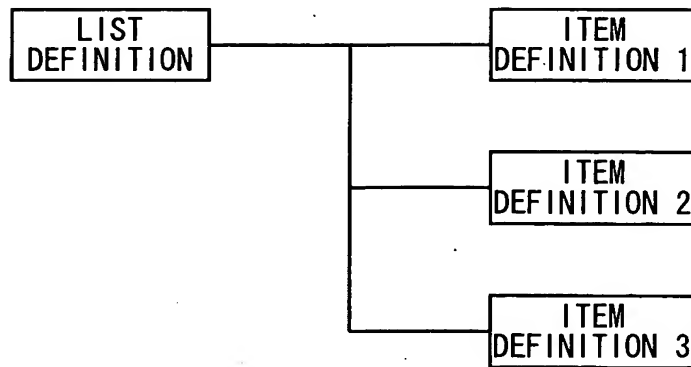 LIST
DEFINITION
ITEM
DEFINITION 1
ITEM
DEFINITION 2
ITEM
DEFINITION 3